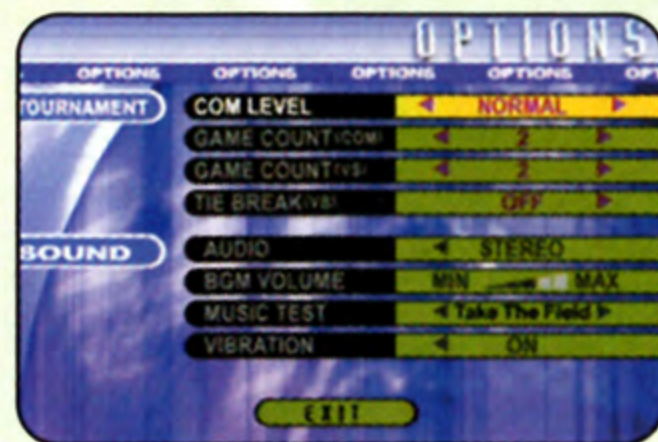 OPTIONS
OPTIONS OPTIONS OPTIONS OPTIONS OPT
TOURNAMENT
COM LEVEL NORMAL
GAME COUNT(COM) 2
GAME COUNT(VS) 2
TIE BREAK(VS) OFF
SOUND
AUDIO STEREO
BGM VOLUME MIN MAX
MUSIC TEST Take The Field
VIBRATION ON
EXIT